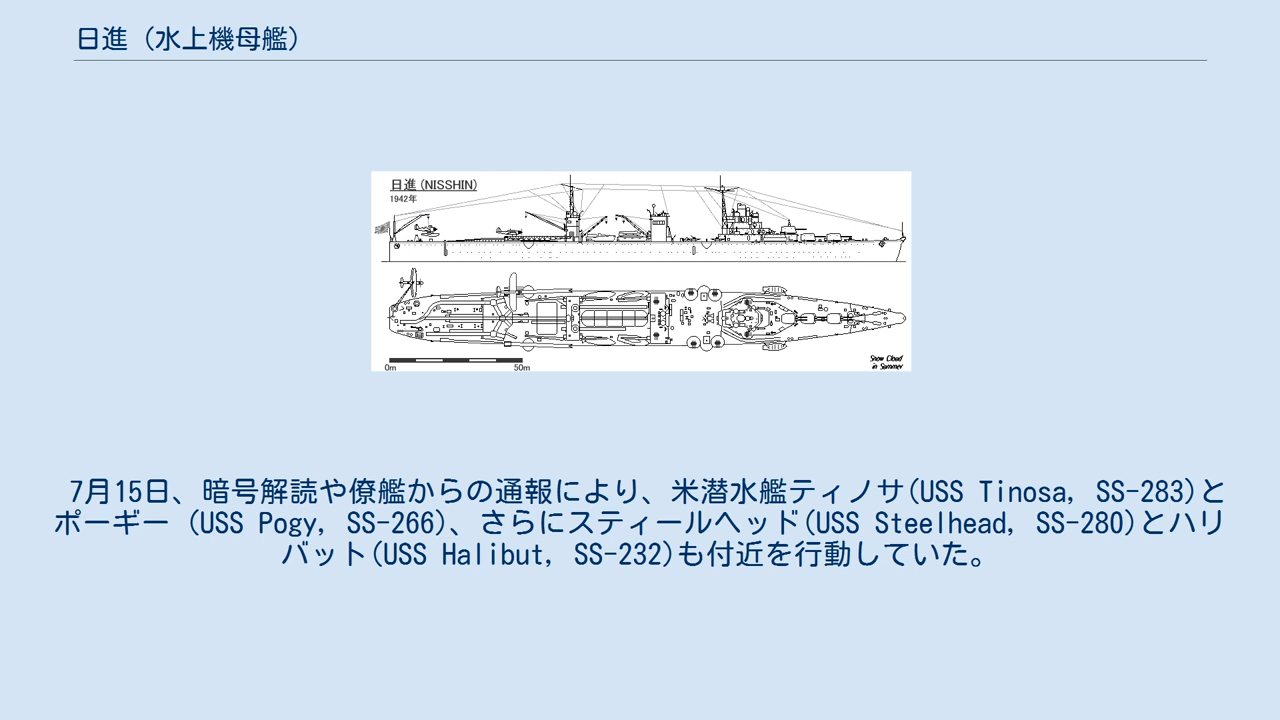 日進（水上機母艦）
日進(NISSHIN)
1942年
0m 50m
Snow Cloud
in Summer
7月15日、暗号解読や僚艦からの通報により、米潜水艦ティノサ(USS Tinosa, SS-283)と
ポーギー (USS Pogy, SS-266)、さらにスティールヘッド(USS Steelhead, SS-280)とハリ
バット(USS Halibut, SS-232)も付近を行動していた。